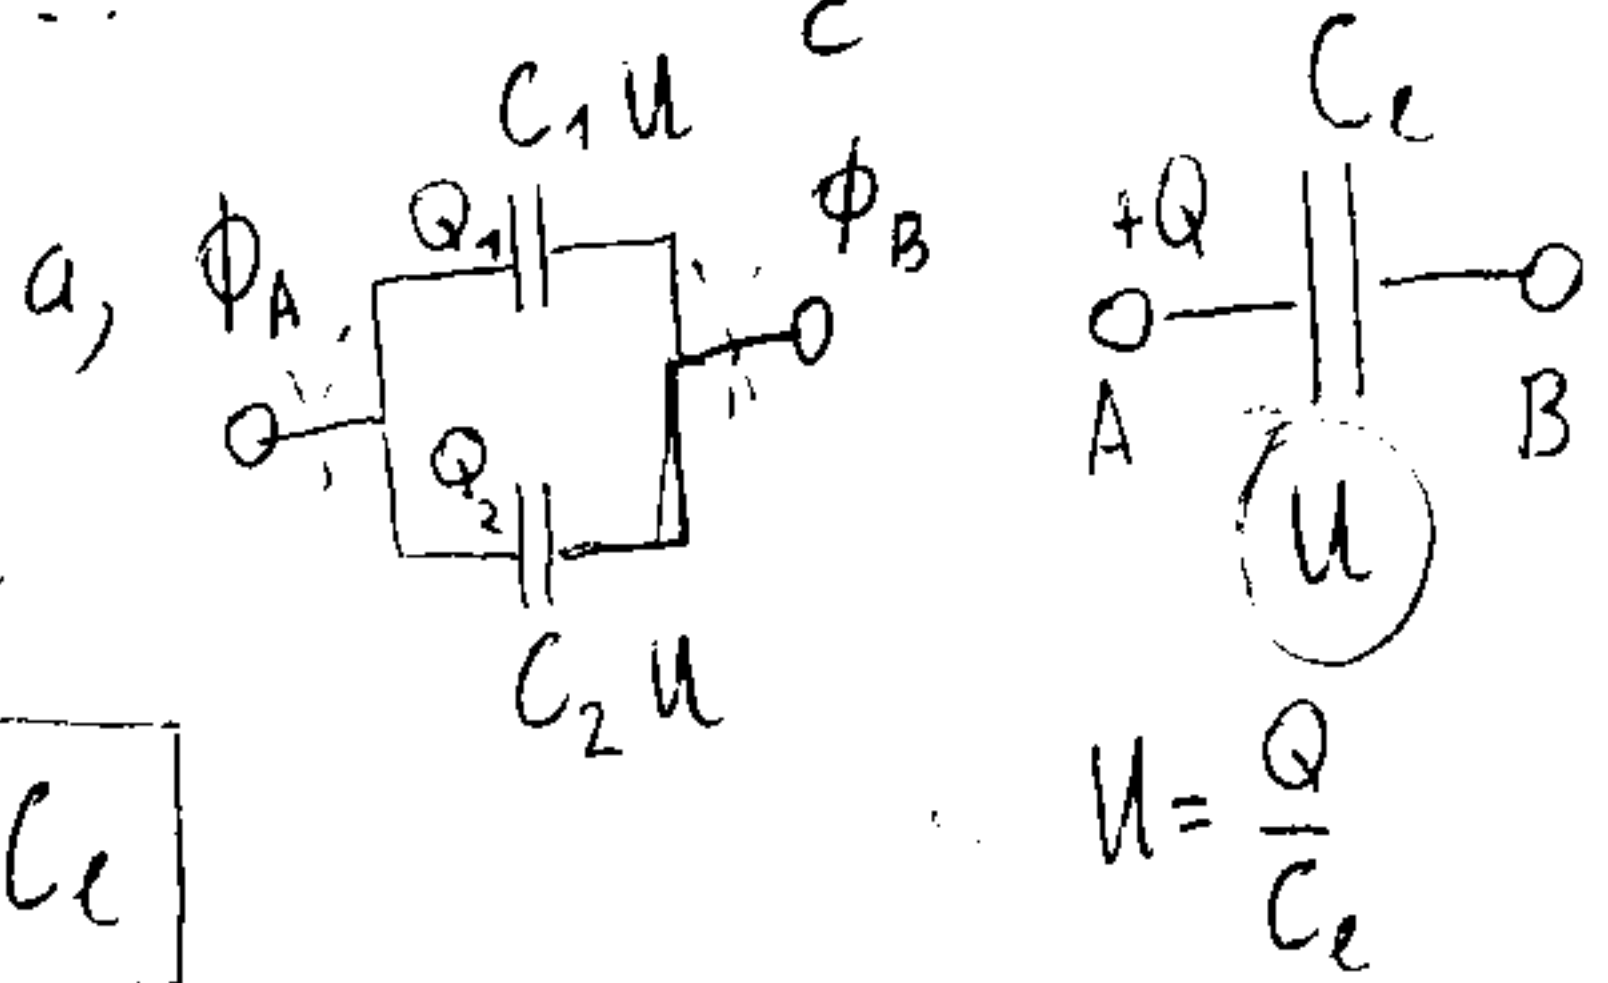 C
C₁ U
Cₑ
a, ϕ_A Q₁ ϕ_B
+Q
Q₂
A B
U
C₂ U
Cₑ
U = Q/Cₑ